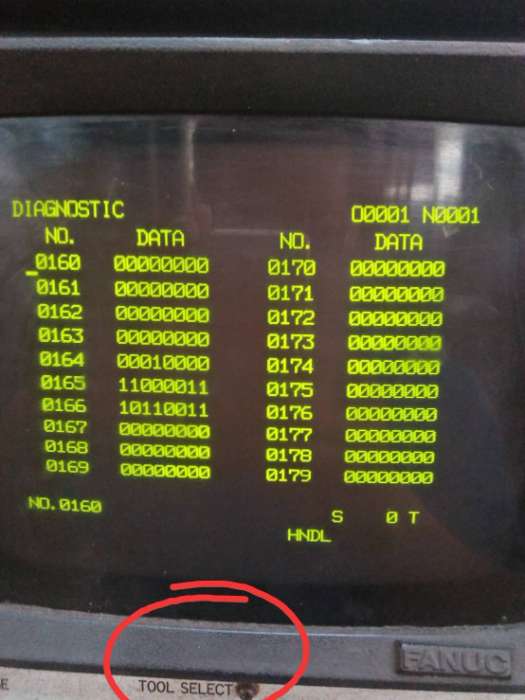 DIAGNOSTIC O0001 N0001
NO. DATA NO. DATA
0160 00000000 0170 00000000
0161 00000000 0171 00000000
0162 00000000 0172 00000000
0163 00000000 0173 00000000
0164 00010000 0174 00000000
0165 11000011 0175 00000000
0166 10110011 0176 00000000
0167 00000000 0177 00000000
0168 00000000 0178 00000000
0169 00000000 0179 00000000
NO.0160
S 0 T
HNDL
FANUC
TOOL SELECT